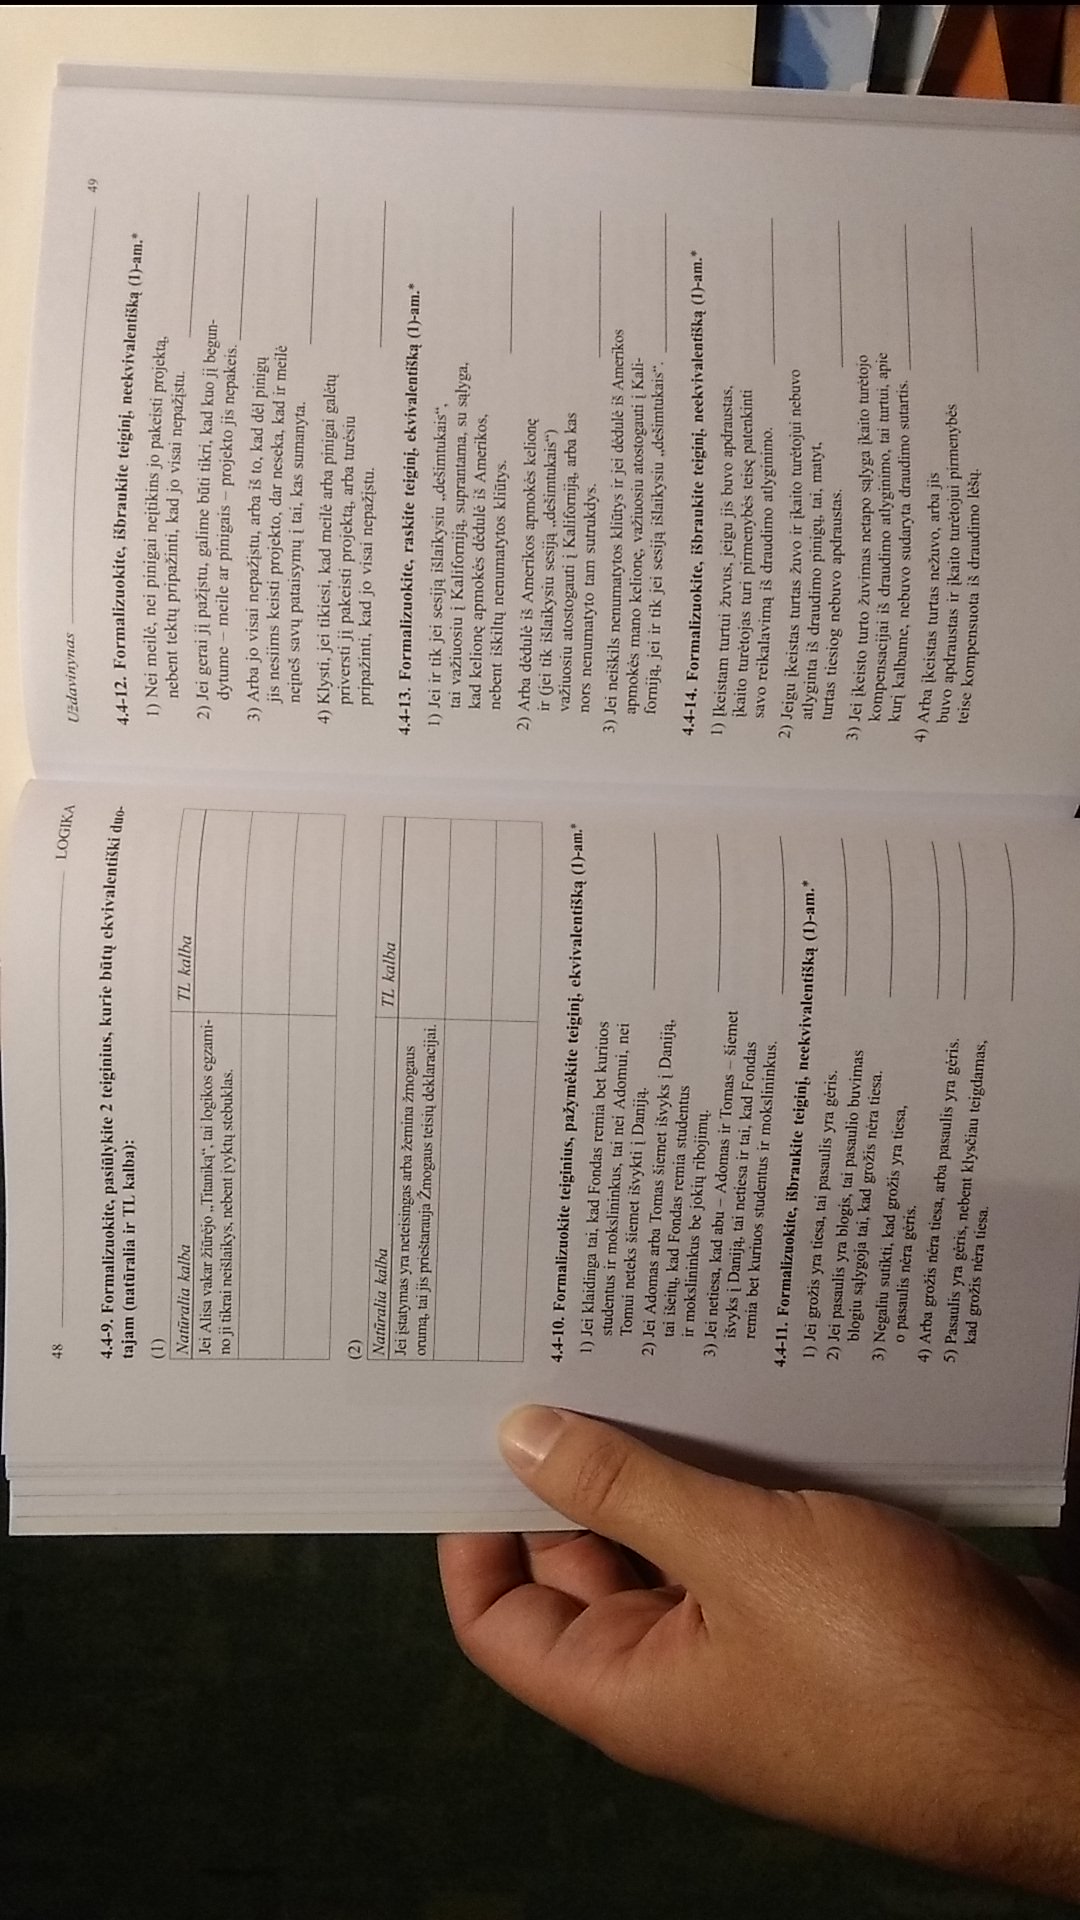 48 LOGIKA
4.4-9. Formalizuokite, pasiūlykite 2 teiginius, kurie būtų ekvivalentiški duo-
tajam (natūralia ir TL kalba):
(1)
Natūralia kalba TL kalba
Jei Alisa vakar žiūrėjo „Titaniką“, tai logikos egzami-
no ji tikrai neišlaikys, nebent įvyktų stebuklas.
(2)
Natūralia kalba TL kalba
Jei įstatymas yra neteisingas arba žemina žmogaus
orumą, tai jis prieštarauja Žmogaus teisių deklaracijai.
4.4-10. Formalizuokite teiginius, pažymėkite teiginį, ekvivalentišką (1)-am.*
1) Jei klaidinga tai, kad Fondas remia bet kuriuos
studentus ir mokslininkus, tai nei Adomui, nei
Tomui neteks šiemet išvykti į Daniją.
2) Jei Adomas arba Tomas šiemet išvyks į Daniją,
tai išeitų, kad Fondas remia studentus
ir mokslininkus be jokių ribojimų.
3) Jei netiesa, kad abu – Adomas ir Tomas – šiemet
išvyks į Daniją, tai netiesa ir tai, kad Fondas
remia bet kuriuos studentus ir mokslininkus.
4.4-11. Formalizuokite, išbraukite teiginį, neekvivalentišką (1)-am.*
1) Jei grožis yra tiesa, tai pasaulis yra gėris.
2) Jei pasaulis yra blogis, tai pasaulio buvimas
blogiu sąlygoja tai, kad grožis nėra tiesa.
3) Negaliu sutikti, kad grožis yra tiesa,
o pasaulis nėra gėris.
4) Arba grožis nėra tiesa, arba pasaulis yra gėris.
5) Pasaulis yra gėris, nebent klysčiau teigdamas,
kad grožis nėra tiesa.
Uždavinynas 49
4.4-12. Formalizuokite, išbraukite teiginį, neekvivalentišką (1)-am.*
1) Nei meilė, nei pinigai neįtikins jo pakeisti projektą,
nebent tektų pripažinti, kad jo visai nepažįstu.
2) Jei gerai jį pažįstu, galime būti tikri, kad kuo jį begun-
dytume – meile ar pinigais – projekto jis nepakeis.
3) Arba jo visai nepažįstu, arba iš to, kad dėl pinigų
jis nesiims keisti projekto, dar neseka, kad ir meilė
neįneš savų pataisymų į tai, kas sumanyta.
4) Klysti, jei tikiesi, kad meilė arba pinigai galėtų
priversti jį pakeisti projektą, arba turėsiu
pripažinti, kad jo visai nepažįstu.
4.4-13. Formalizuokite, raskite teiginį, ekvivalentišką (1)-am.*
1) Jei ir tik jei sesiją išlaikysiu „dešimtukais“,
tai važiuosiu į Kaliforniją, suprantama, su sąlyga,
kad kelionę apmokės dėdulė iš Amerikos,
nebent iškiltų nenumatytos kliūtys.
2) Arba dėdulė iš Amerikos apmokės kelionę
ir (jei tik išlaikysiu sesiją „dešimtukais“)
važiuosiu atostogauti į Kaliforniją, arba kas
nors nenumatyto tam sutrukdys.
3) Jei neiškils nenumatytos kliūtys ir jei dėdulė iš Amerikos
apmokės mano kelionę, važiuosiu atostogauti į Kali-
forniją, jei ir tik jei sesiją išlaikysiu „dešimtukais“.
4.4-14. Formalizuokite, išbraukite teiginį, neekvivalentišką (1)-am.*
1) Įkeistam turtui žuvus, jeigu jis buvo apdraustas,
įkaito turėtojas turi pirmenybės teisę patenkinti
savo reikalavimą iš draudimo atlyginimo.
2) Jeigu įkeistas turtas žuvo ir įkaito turėtojui nebuvo
atlyginta iš draudimo pinigų, tai, matyt,
turtas tiesiog nebuvo apdraustas.
3) Jei įkeisto turto žuvimas netapo sąlyga įkaito turėtojo
kompensacijai iš draudimo atlyginimo, tai turtui, apie
kurį kalbame, nebuvo sudaryta draudimo sutartis.
4) Arba įkeistas turtas nežuvo, arba jis
buvo apdraustas ir įkaito turėtojui pirmenybės
teise kompensuota iš draudimo lėšų.